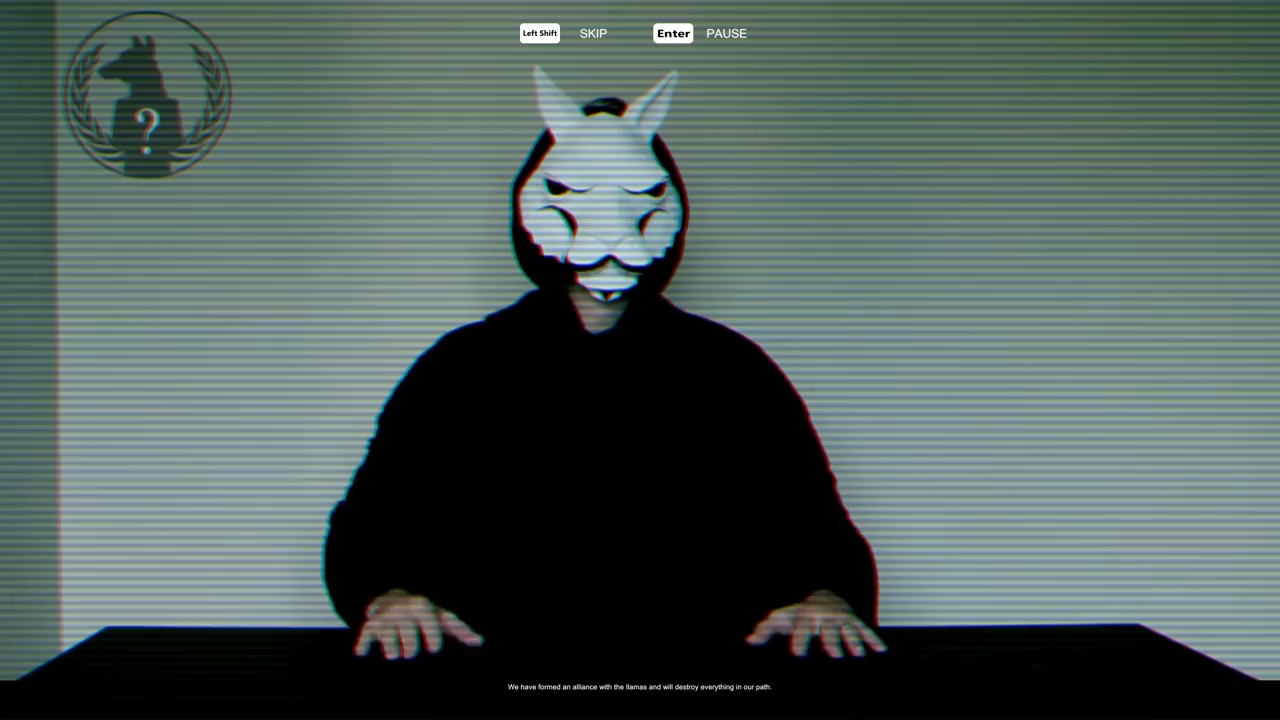 Left Shift SKIP Enter PAUSE
?
We have formed an alliance with the llamas and will destroy everything in our path.